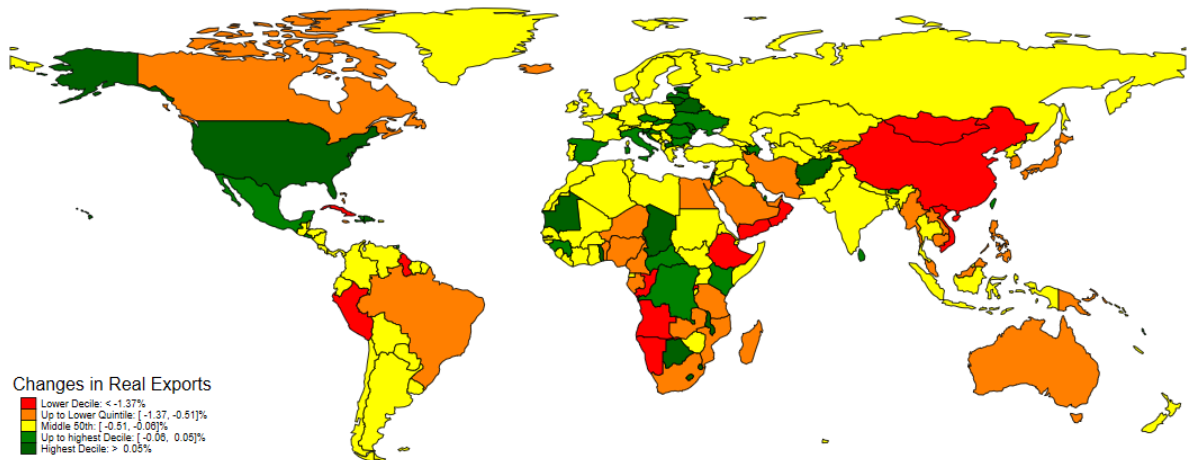 Changes in Real Exports
Lower Decile: < -1.37%
Up to Lower Quintile: [ -1.37, -0.51]%
Middle 50th: [ -0.51, -0.06]%
Up to highest Decile: [ -0.06, 0.05]%
Highest Decile: > 0.05%